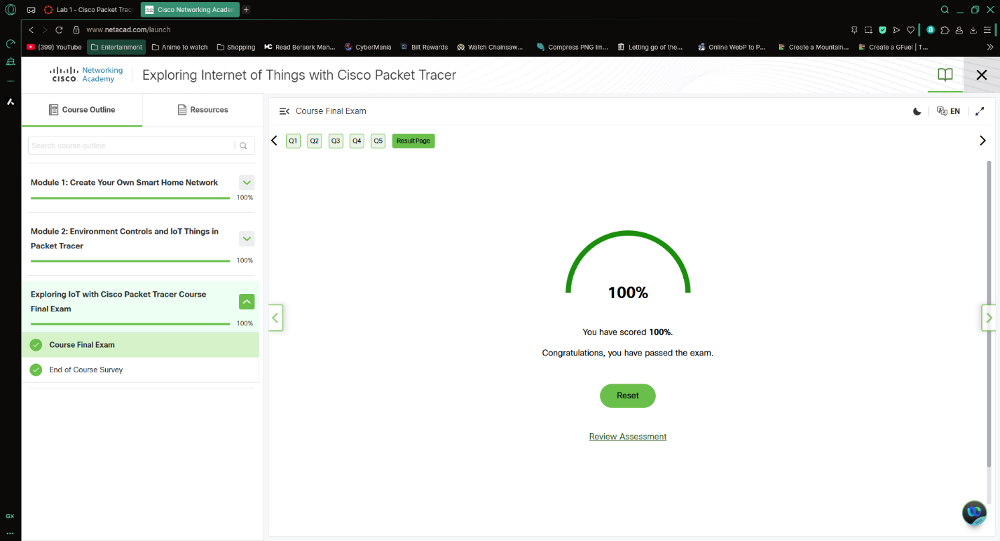 Lab 1 - Cisco Packet Trac
Cisco Networking Academ
www.netacad.com/launch
(399) YouTube
Entertainment
Anime to watch
Shopping
MC Read Berserk Man...
CyberMania
Bilt Rewards
Watch Chainsaw...
Compress PNG Im...
Letting go of the...
Online WebP to P...
Create a Mountain...
Create a GFuel | T...
CISCO
Networking
Academy
Exploring Internet of Things with Cisco Packet Tracer
Course Outline
Resources
Search course outline
Module 1: Create Your Own Smart Home Network
100%
Module 2: Environment Controls and IoT Things in
Packet Tracer
100%
Exploring IoT with Cisco Packet Tracer Course
Final Exam
100%
Course Final Exam
End of Course Survey
Course Final Exam
EN
Q1
Q2
Q3
Q4
Q5
Result Page
100%
You have scored 100%.
Congratulations, you have passed the exam.
Reset
Review Assessment
GX